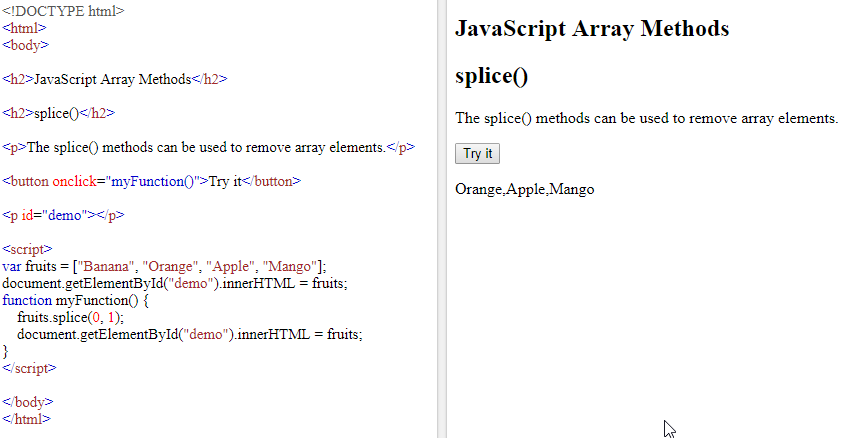 <!DOCTYPE html>
<html>
<body>
<h2>JavaScript Array Methods</h2>
<h2>splice()</h2>
<p>The splice() methods can be used to remove array elements.</p>
<button onclick="myFunction()">Try it</button>
<p id="demo"></p>
<script>
var fruits = ["Banana", "Orange", "Apple", "Mango"];
document.getElementById("demo").innerHTML = fruits;
function myFunction() {
    fruits.splice(0, 1);
    document.getElementById("demo").innerHTML = fruits;
}
</script>
</body>
</html>
JavaScript Array Methods
splice()
The splice() methods can be used to remove array elements.
Try it
Orange,Apple,Mango